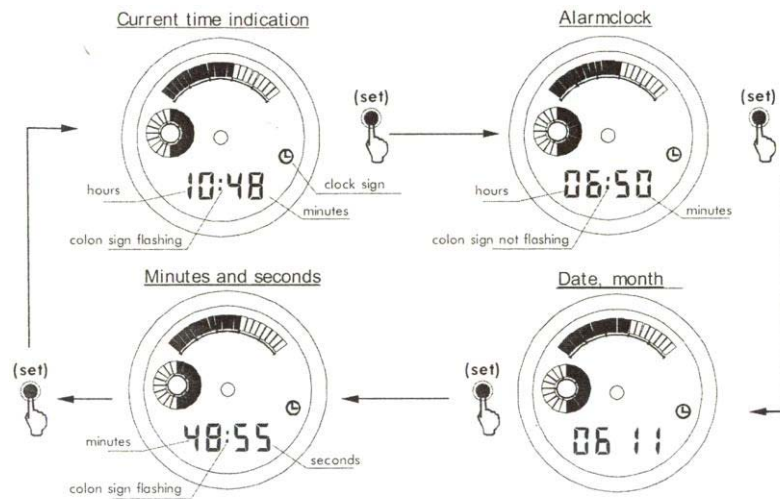 Current time indication
Alarmclock
(set)
(set)
10:48
clock sign
hours
minutes
colon sign flashing
06:50
hours
minutes
colon sign not flashing
Minutes and seconds
Date, month
(set)
(set)
48:55
minutes
seconds
colon sign flashing
06 11